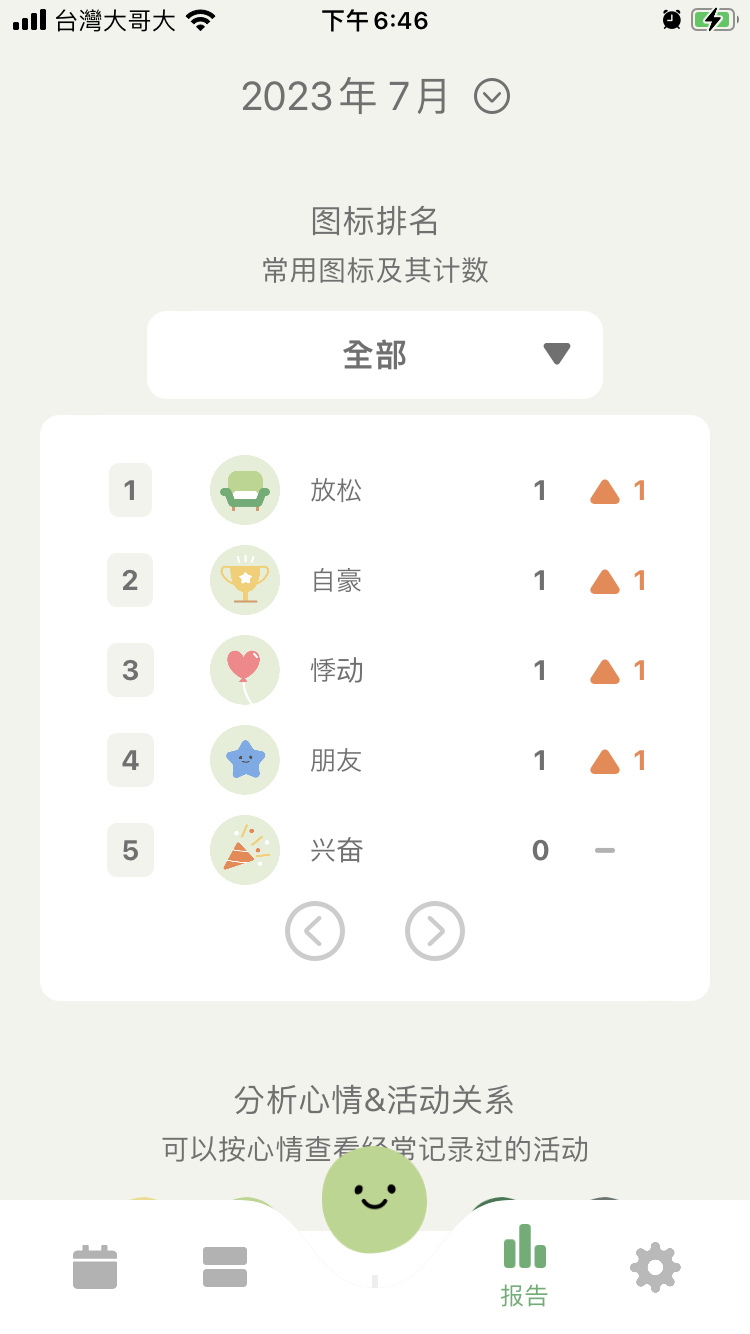 台灣大哥大 下午6:46
2023年 7月
图标排名
常用图标及其计数
全部
1 放松 1 1
2 自豪 1 1
3 悸动 1 1
4 朋友 1 1
5 兴奋 0 –
分析心情&活动关系
可以按心情查看经常记录过的活动
报告